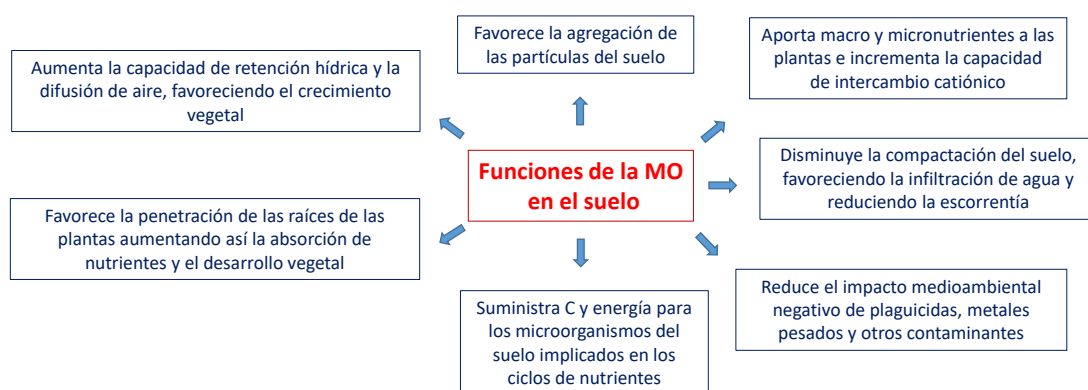 Favorece la agregación de
las partículas del suelo
Aporta macro y micronutrientes a las
plantas e incrementa la capacidad
de intercambio catiónico
Aumenta la capacidad de retención hídrica y la
difusión de aire, favoreciendo el crecimiento
vegetal
Funciones de la MO
en el suelo
Disminuye la compactación del suelo,
favoreciendo la infiltración de agua y
reduciendo la escorrentía
Favorece la penetración de las raíces de las
plantas aumentando así la absorción de
nutrientes y el desarrollo vegetal
Suministra C y energía para
los microorganismos del
suelo implicados en los
ciclos de nutrientes
Reduce el impacto medioambiental
negativo de plaguicidas, metales
pesados y otros contaminantes